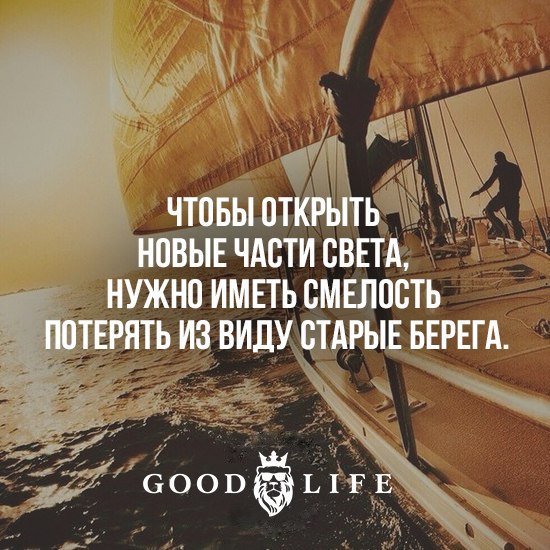 ЧТОБЫ ОТКРЫТЬ
НОВЫЕ ЧАСТИ СВЕТА,
НУЖНО ИМЕТЬ СМЕЛОСТЬ
ПОТЕРЯТЬ ИЗ ВИДУ СТАРЫЕ БЕРЕГА.
GOOD LIFE